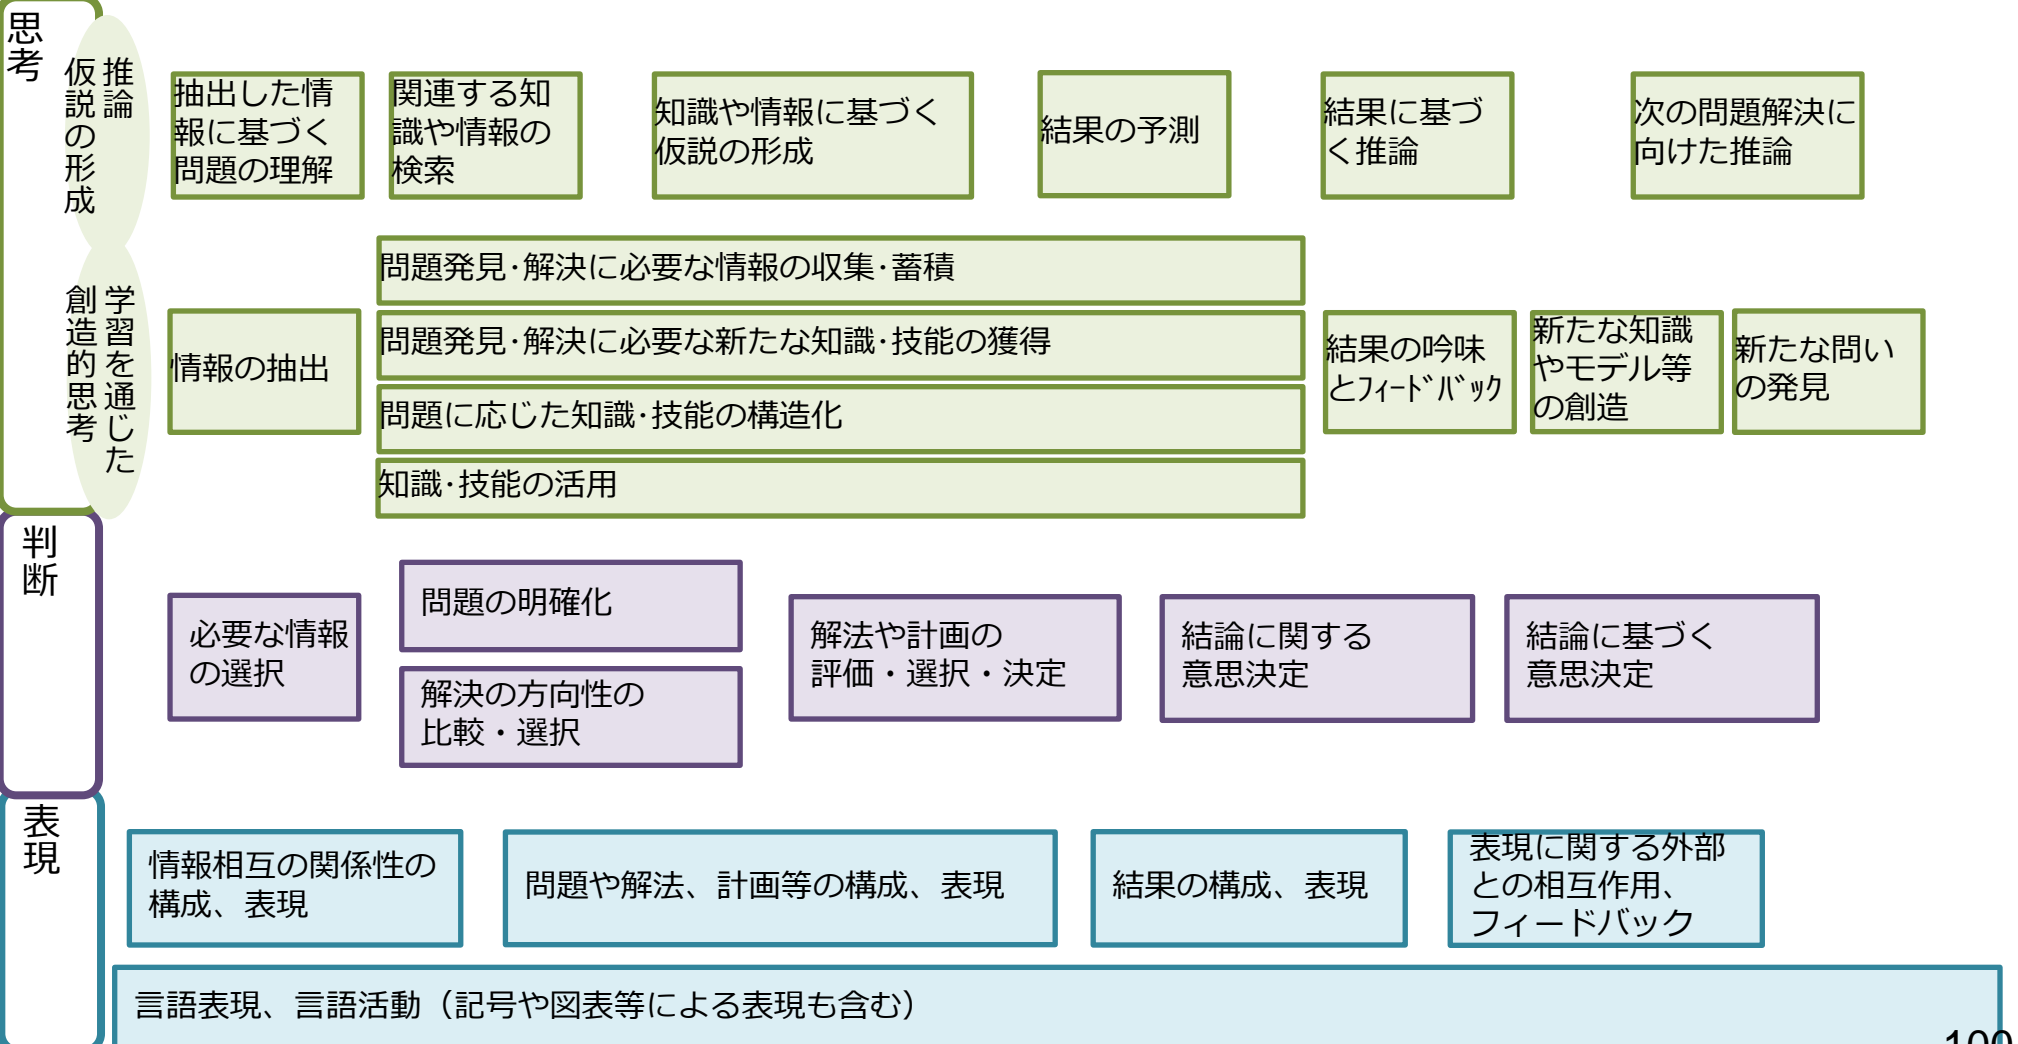 思考
推論
仮説の形成
抽出した情
報に基づく
問題の理解
関連する知
識や情報の
検索
知識や情報に基づく
仮説の形成
結果の予測
結果に基づ
く推論
次の問題解決に
向けた推論
学習を通じた
創造的思考
情報の抽出
問題発見･解決に必要な情報の収集･蓄積
問題発見･解決に必要な新たな知識･技能の獲得
問題に応じた知識･技能の構造化
知識･技能の活用
結果の吟味
とﾌｨｰﾄﾞﾊﾞｯｸ
新たな知識
やモデル等
の創造
新たな問い
の発見
判断
必要な情報
の選択
問題の明確化
解決の方向性の
比較・選択
解法や計画の
評価・選択・決定
結論に関する
意思決定
結論に基づく
意思決定
表現
情報相互の関係性の
構成、表現
問題や解法、計画等の構成、表現
結果の構成、表現
表現に関する外部
との相互作用、
フィードバック
言語表現、言語活動（記号や図表等による表現も含む）
100